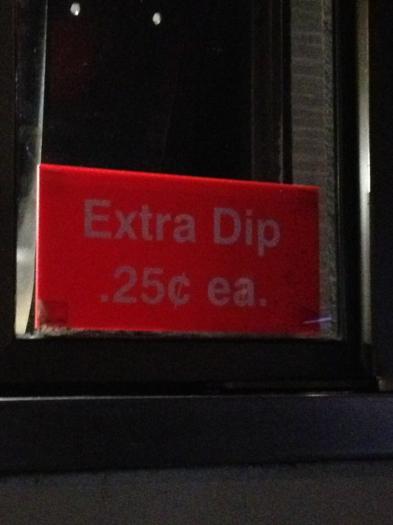 Extra Dip
.25¢ ea.